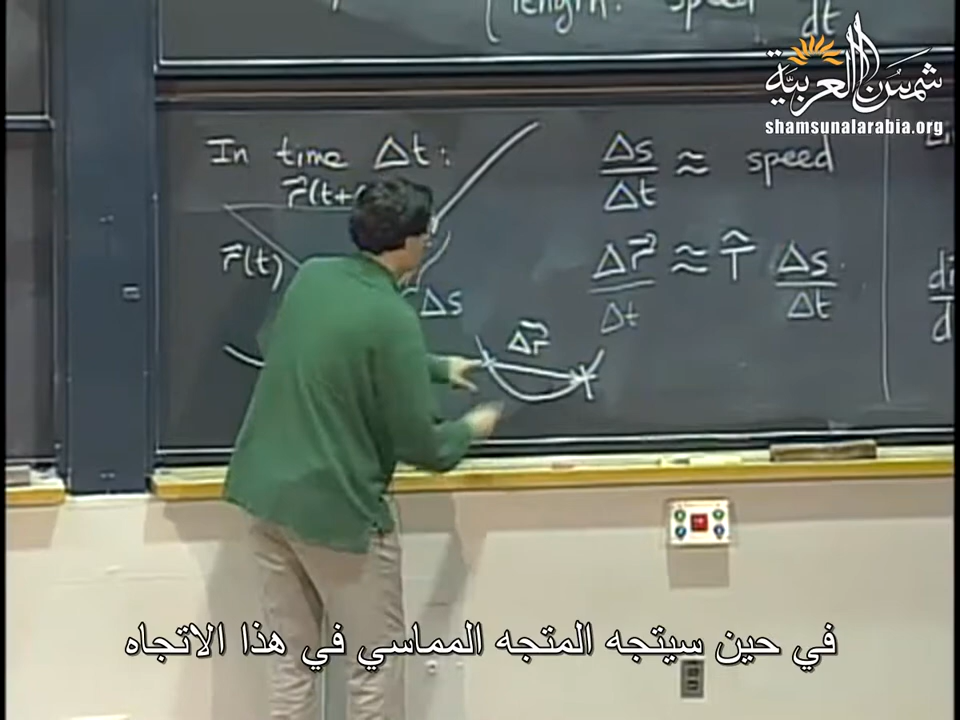 length: speed
dt
شمس العربية
shamsunalarabia.org
In time Δt:
Δs/Δt ≈ speed
r⃗(t+
r⃗(t)
Δr⃗/Δt ≈ T̂ Δs/Δt
Δs
Δr⃗
في حين سيتجه المتجه المماسي في هذا الاتجاه